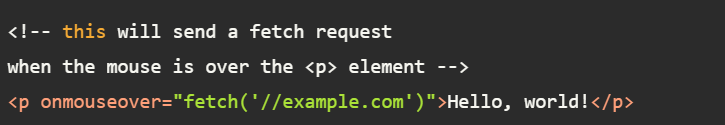 <!-- this will send a fetch request
when the mouse is over the <p> element -->
<p onmouseover="fetch('//example.com')">Hello, world!</p>